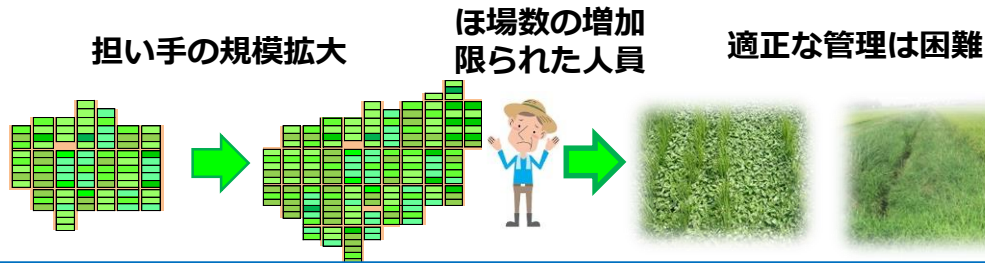 担い手の規模拡大
ほ場数の増加
限られた人員
適正な管理は困難